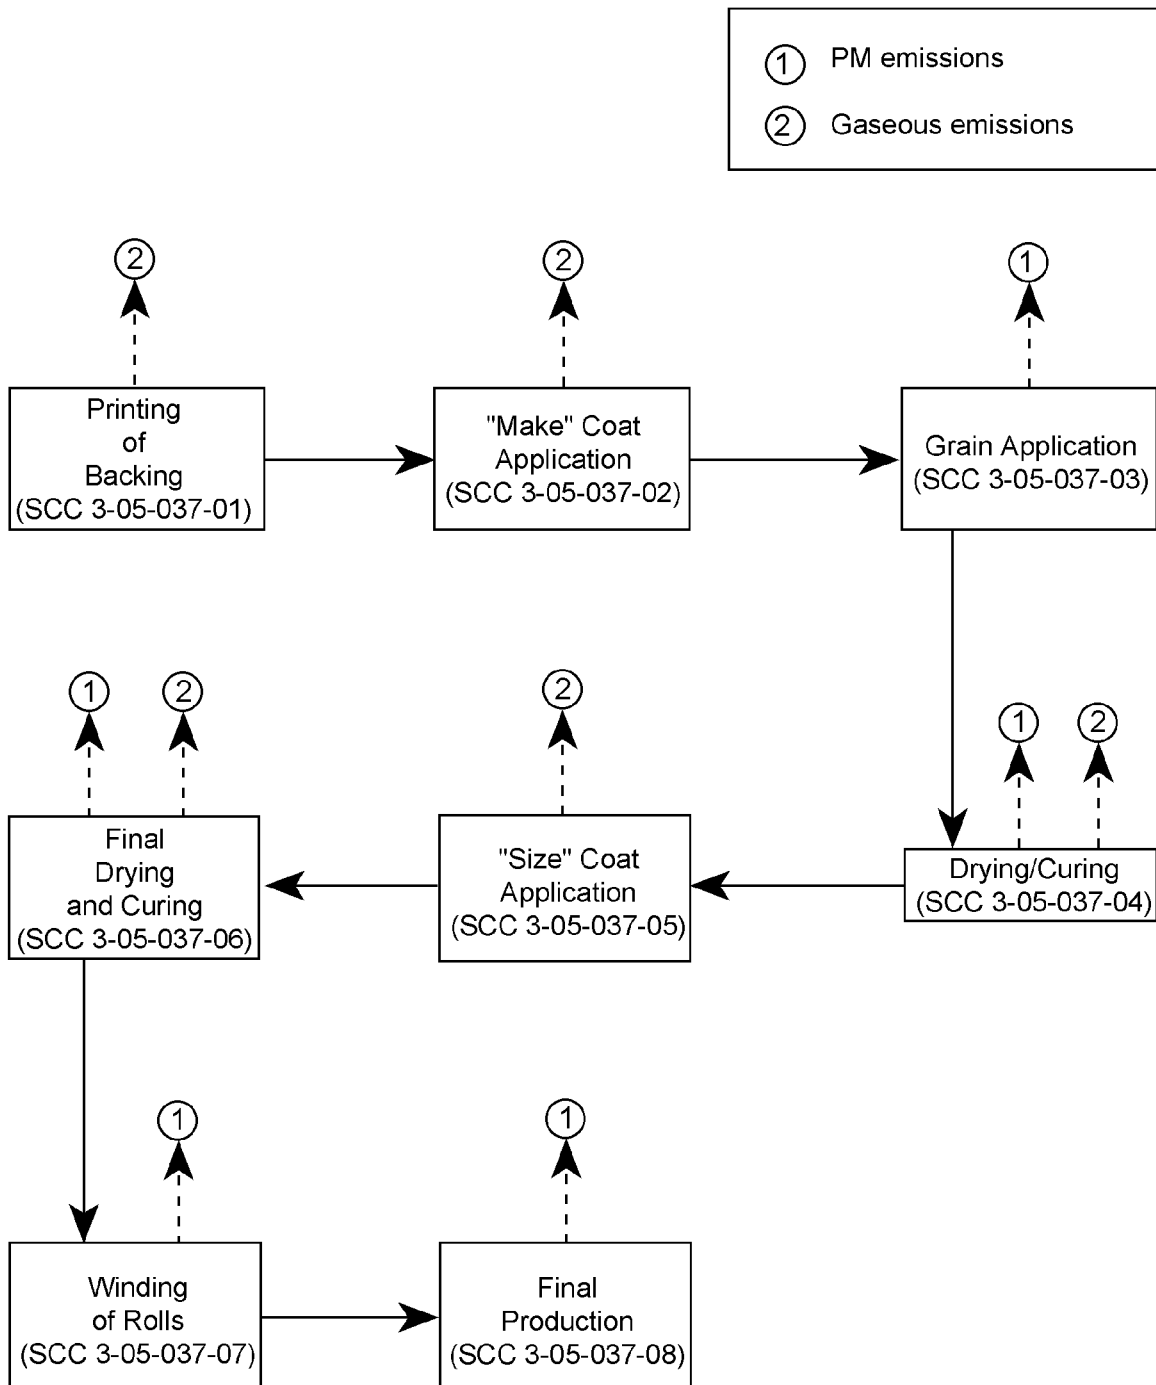 1 PM emissions
2 Gaseous emissions
2
2
1
Printing
of
Backing
(SCC 3-05-037-01)
"Make" Coat
Application
(SCC 3-05-037-02)
Grain Application
(SCC 3-05-037-03)
1
2
2
1
2
Final
Drying
and Curing
(SCC 3-05-037-06)
"Size" Coat
Application
(SCC 3-05-037-05)
Drying/Curing
(SCC 3-05-037-04)
1
1
Winding
of Rolls
(SCC 3-05-037-07)
Final
Production
(SCC 3-05-037-08)